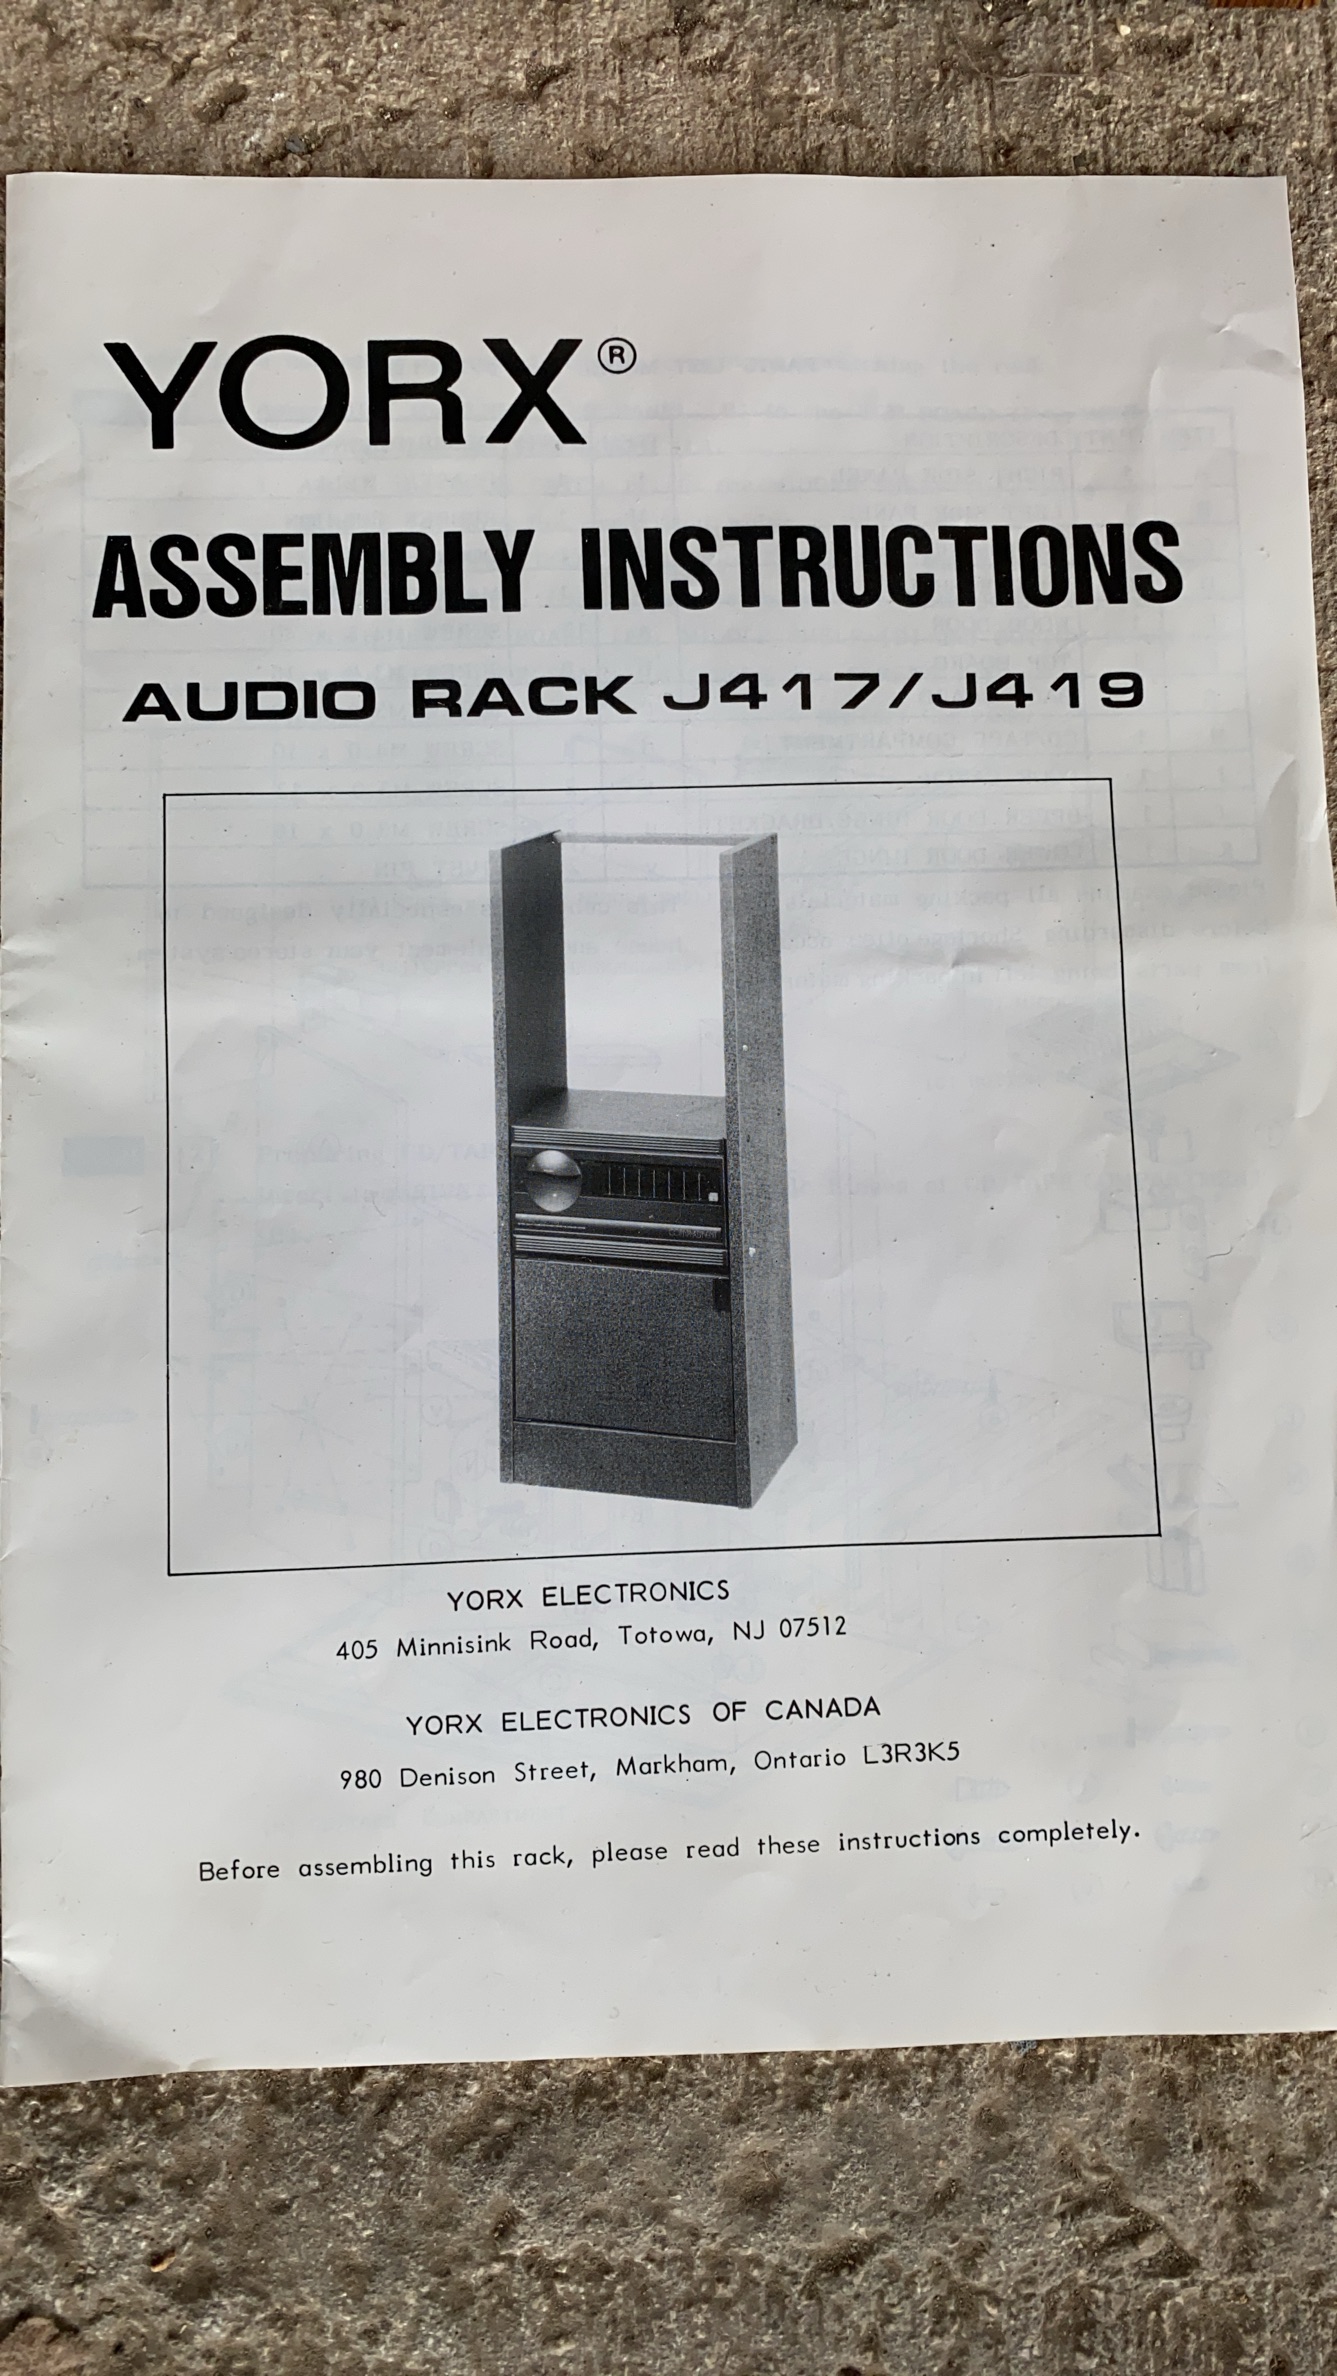 YORX®
ASSEMBLY INSTRUCTIONS
AUDIO RACK J417/J419
YORX ELECTRONICS
405 Minnisink Road, Totowa, NJ 07512
YORX ELECTRONICS OF CANADA
980 Denison Street, Markham, Ontario L3R3K5
Before assembling this rack, please read these instructions completely.